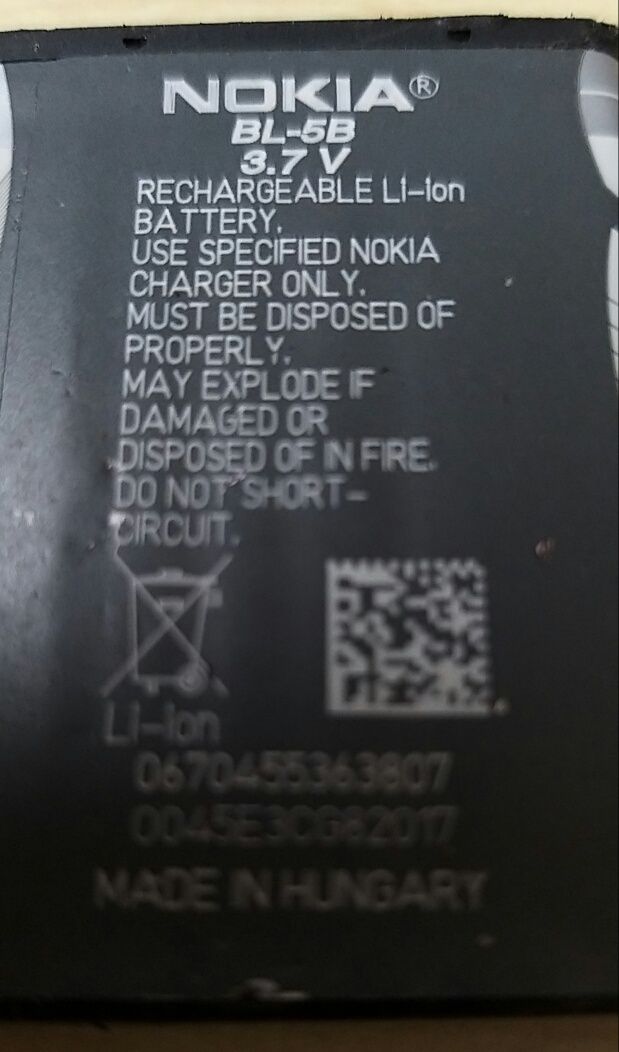 NOKIA®
BL-5B
3.7 V
RECHARGEABLE Li-ion
BATTERY.
USE SPECIFIED NOKIA
CHARGER ONLY.
MUST BE DISPOSED OF
PROPERLY.
MAY EXPLODE IF
DAMAGED OR
DISPOSED OF IN FIRE.
DO NOT SHORT-
CIRCUIT.
Li-ion
0670455363807
MADE IN HUNGARY